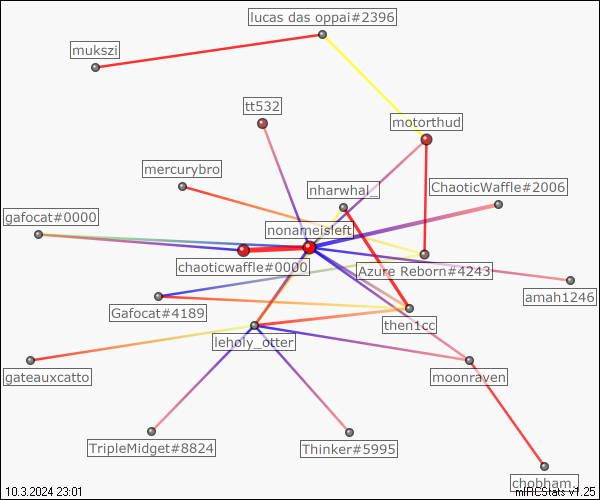 lucas das oppai#2396
mukszi
tt532
motorthud
mercurybro
nharwhal_
ChaoticWaffle#2006
gafocat#0000
nonameisleft
chaoticwaffle#0000
Azure Reborn#4243
amah1246
Gafocat#4189
then1cc
leholy_otter
gateauxcatto
moonraven
TripleMidget#8824
Thinker#5995
chobham.
10.3.2024 23:01
mIRCStats v1.25